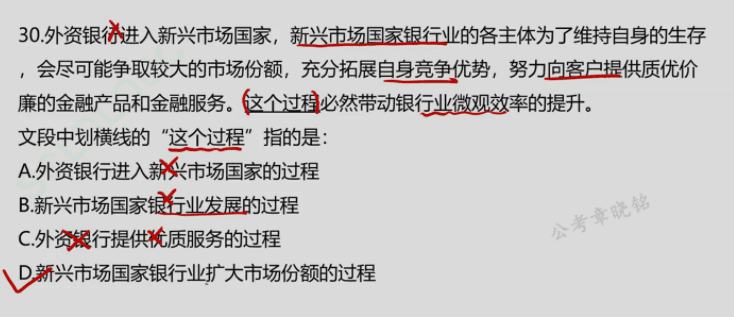 30.外资银行进入新兴市场国家，新兴市场国家银行业的各主体为了维持自身的生存
，会尽可能争取较大的市场份额，充分拓展自身竞争优势，努力向客户提供质优价
廉的金融产品和金融服务。这个过程必然带动银行业微观效率的提升。
文段中划横线的“这个过程”指的是：
A.外资银行进入新兴市场国家的过程
B.新兴市场国家银行业发展的过程
C.外资银行提供优质服务的过程
D.新兴市场国家银行业扩大市场份额的过程
公考章晓铭